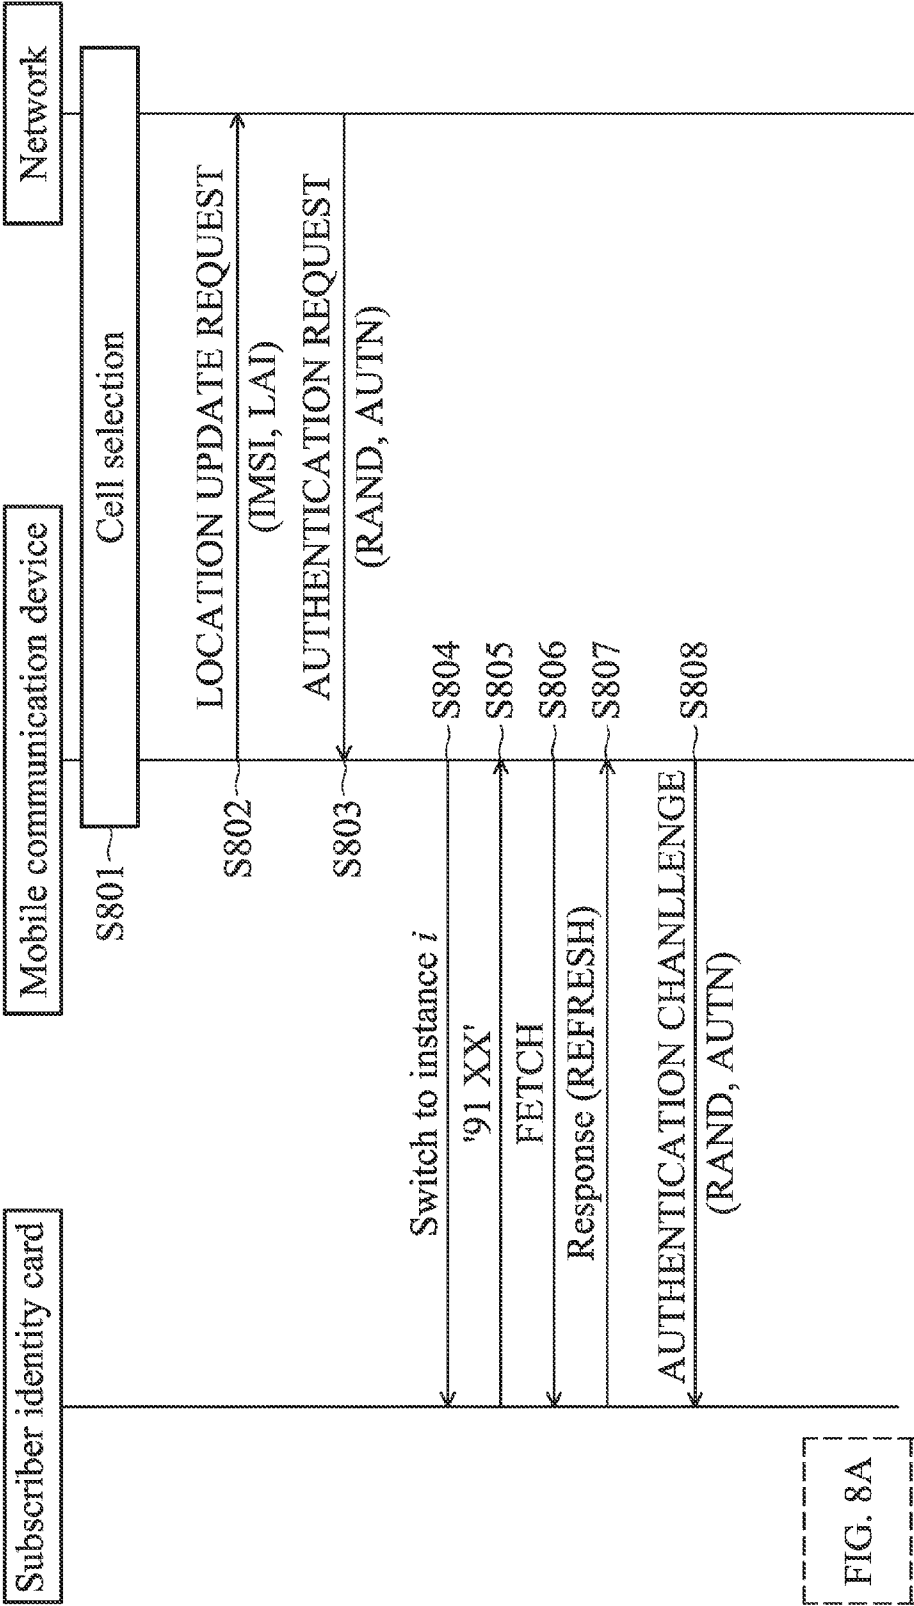 Subscriber identity card
Mobile communication device
Network
S801
Cell selection
LOCATION UPDATE REQUEST
S802
(IMSI, LAI)
AUTHENTICATION REQUEST
S803
(RAND, AUTN)
Switch to instance i
S804
'91 XX'
S805
FETCH
S806
Response (REFRESH)
S807
AUTHENTICATION CHANLLENGE
S808
(RAND, AUTN)
FIG. 8A